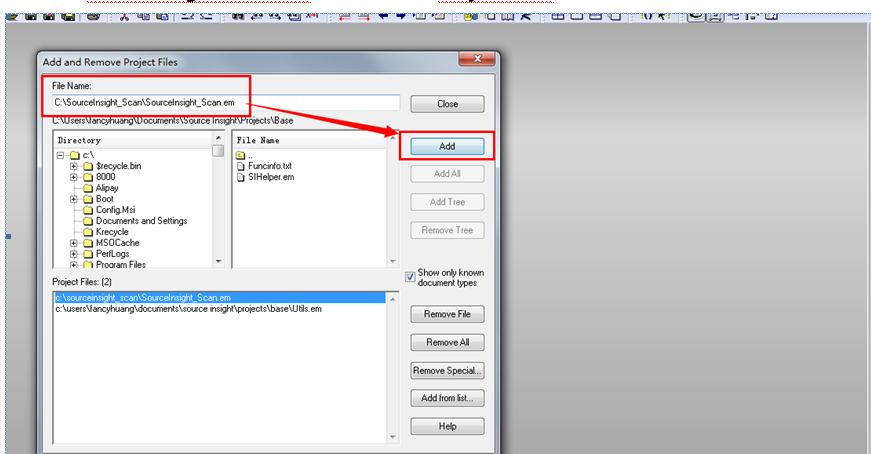 Add and Remove Project Files
File Name:
C:\SourceInsight_Scan\SourceInsight_Scan.em
Close
C:\Users\fancyhuang\Documents\Source Insight\Projects\Base
Directory
File Name
Add
c:\
$recycle.bin
8000
Alipay
Boot
Config.Msi
Documents and Settings
Krecycle
MSOCache
PerfLogs
Program Files
..
Funcinfo.txt
SIHelper.em
Add All
Add Tree
Remove Tree
Show only known
document types
Project Files: (2)
c:\sourceinsight_scan\SourceInsight_Scan.em
c:\users\fancyhuang\documents\source insight\projects\base\Utils.em
Remove File
Remove All
Remove Special...
Add from list...
Help